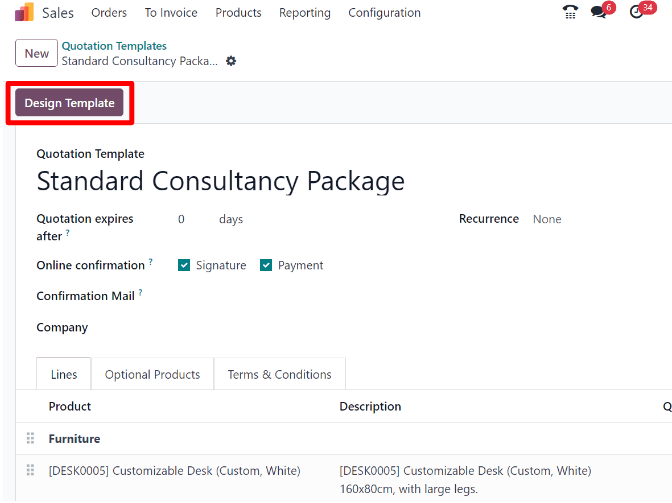 Sales Orders To Invoice Products Reporting Configuration 6 34
New Quotation Templates
Standard Consultancy Packa...
Design Template
Quotation Template
Standard Consultancy Package
Quotation expires 0 days Recurrence None
after ?
Online confirmation ? Signature Payment
Confirmation Mail ?
Company
Lines Optional Products Terms & Conditions
Product Description Q
Furniture
[DESK0005] Customizable Desk (Custom, White) [DESK0005] Customizable Desk (Custom, White)
160x80cm, with large legs.